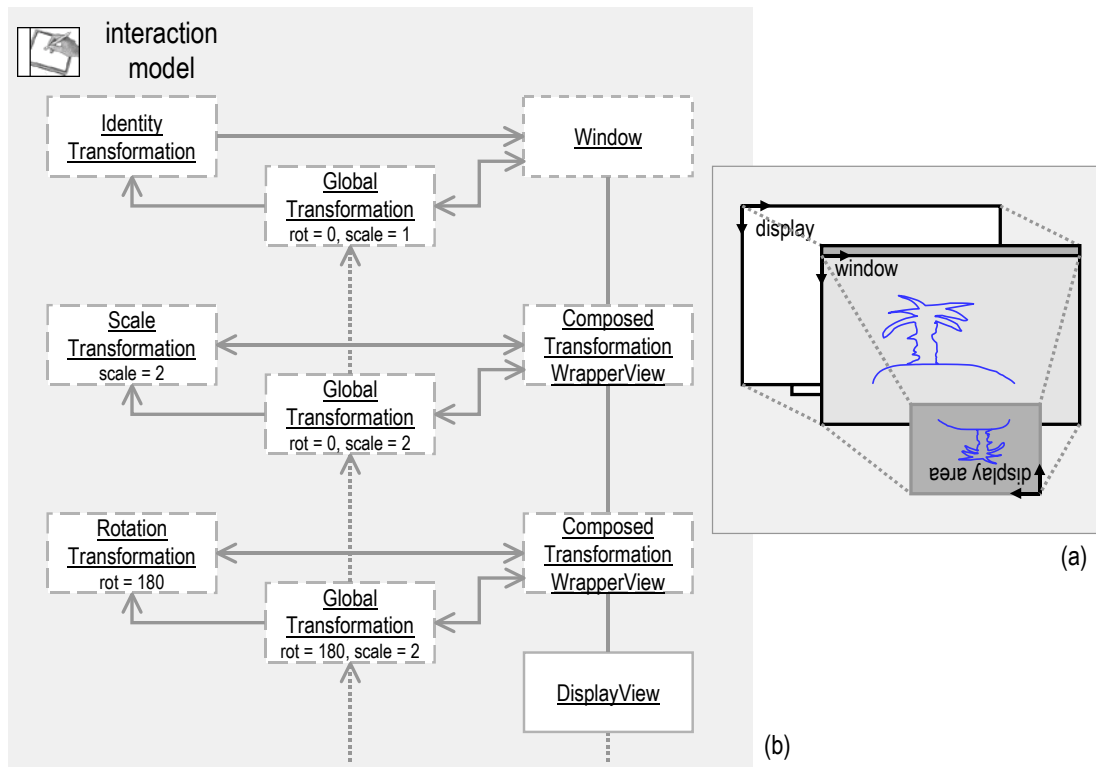 interaction
model
Identity
Transformation
Window
Global
Transformation
rot = 0, scale = 1
Scale
Transformation
scale = 2
Composed
Transformation
WrapperView
Global
Transformation
rot = 0, scale = 2
Rotation
Transformation
rot = 180
Composed
Transformation
WrapperView
Global
Transformation
rot = 180, scale = 2
DisplayView
(b)
display
window
display area
(a)